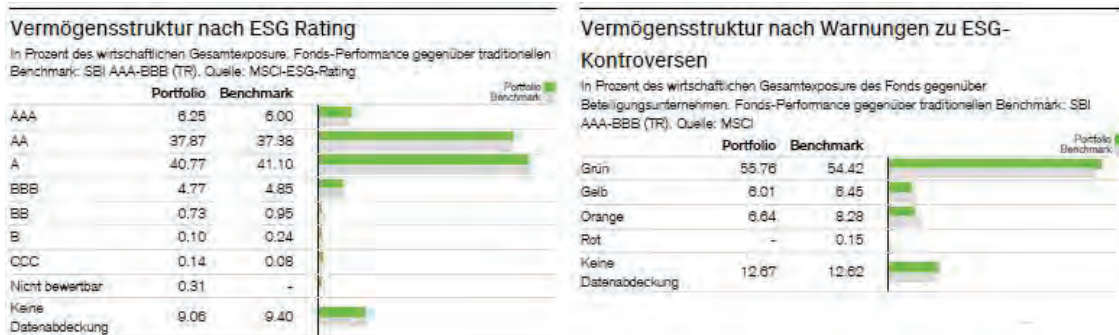 Vermögensstruktur nach ESG Rating
In Prozent des wirtschaftlichen Gesamtexposure. Fonds-Performance gegenüber traditionellen
Benchmark: SBI AAA-BBB (TR). Quelle: MSCI-ESG-Rating
Portfolio Benchmark
Portfolio
Benchmark
AAA 6.25 6.00
AA 37.87 37.38
A 40.77 41.10
BBB 4.77 4.85
BB 0.73 0.95
B 0.10 0.24
CCC 0.14 0.08
Nicht bewertbar 0.31 -
Keine
Datenabdeckung 9.06 9.40
Vermögensstruktur nach Warnungen zu ESG-
Kontroversen
In Prozent des wirtschaftlichen Gesamtexposure des Fonds gegenüber
Beteiligungsunternehmen. Fonds-Performance gegenüber traditionellen Benchmark: SBI
AAA-BBB (TR). Quelle: MSCI
Portfolio Benchmark
Portfolio
Benchmark
Grün 55.76 54.42
Gelb 6.01 6.45
Orange 6.64 8.28
Rot - 0.15
Keine
Datenabdeckung 12.67 12.62